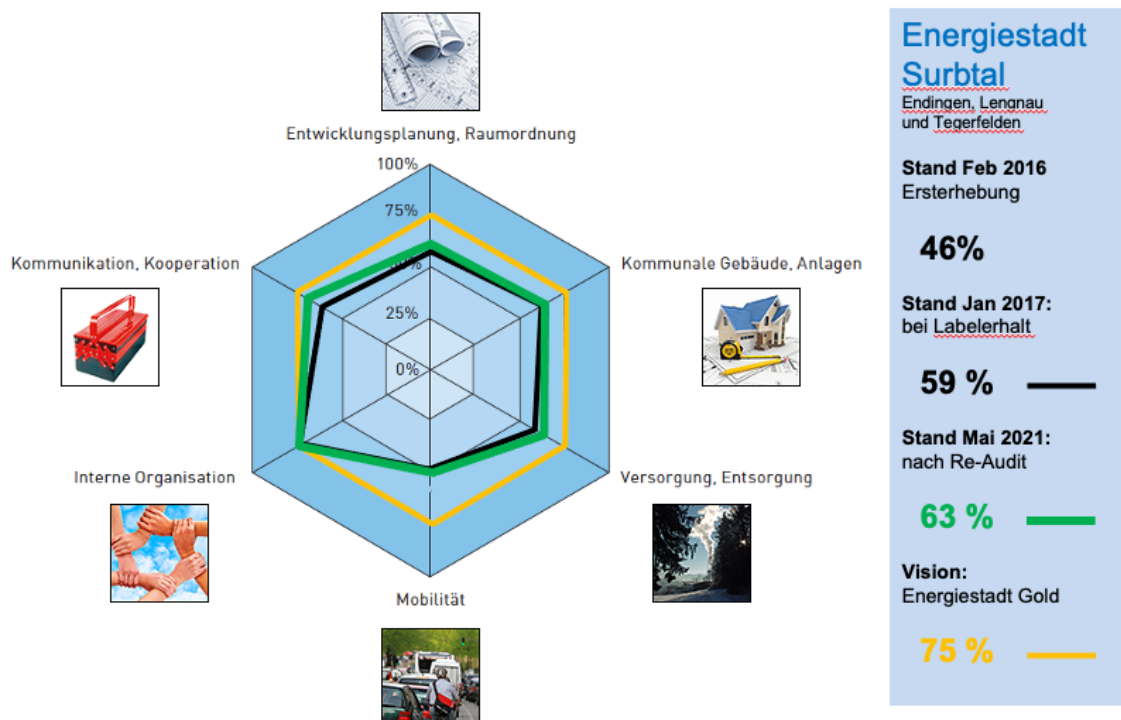 Entwicklungsplanung, Raumordnung
100%
75%
50%
25%
0%
Kommunikation, Kooperation
Kommunale Gebäude, Anlagen
Interne Organisation
Versorgung, Entsorgung
Mobilität
Energiestadt
Surbtal
Endingen, Lengnau
und Tegerfelden
Stand Feb 2016
Ersterhebung
46%
Stand Jan 2017:
bei Labelerhalt
59 %
Stand Mai 2021:
nach Re-Audit
63 %
Vision:
Energiestadt Gold
75 %